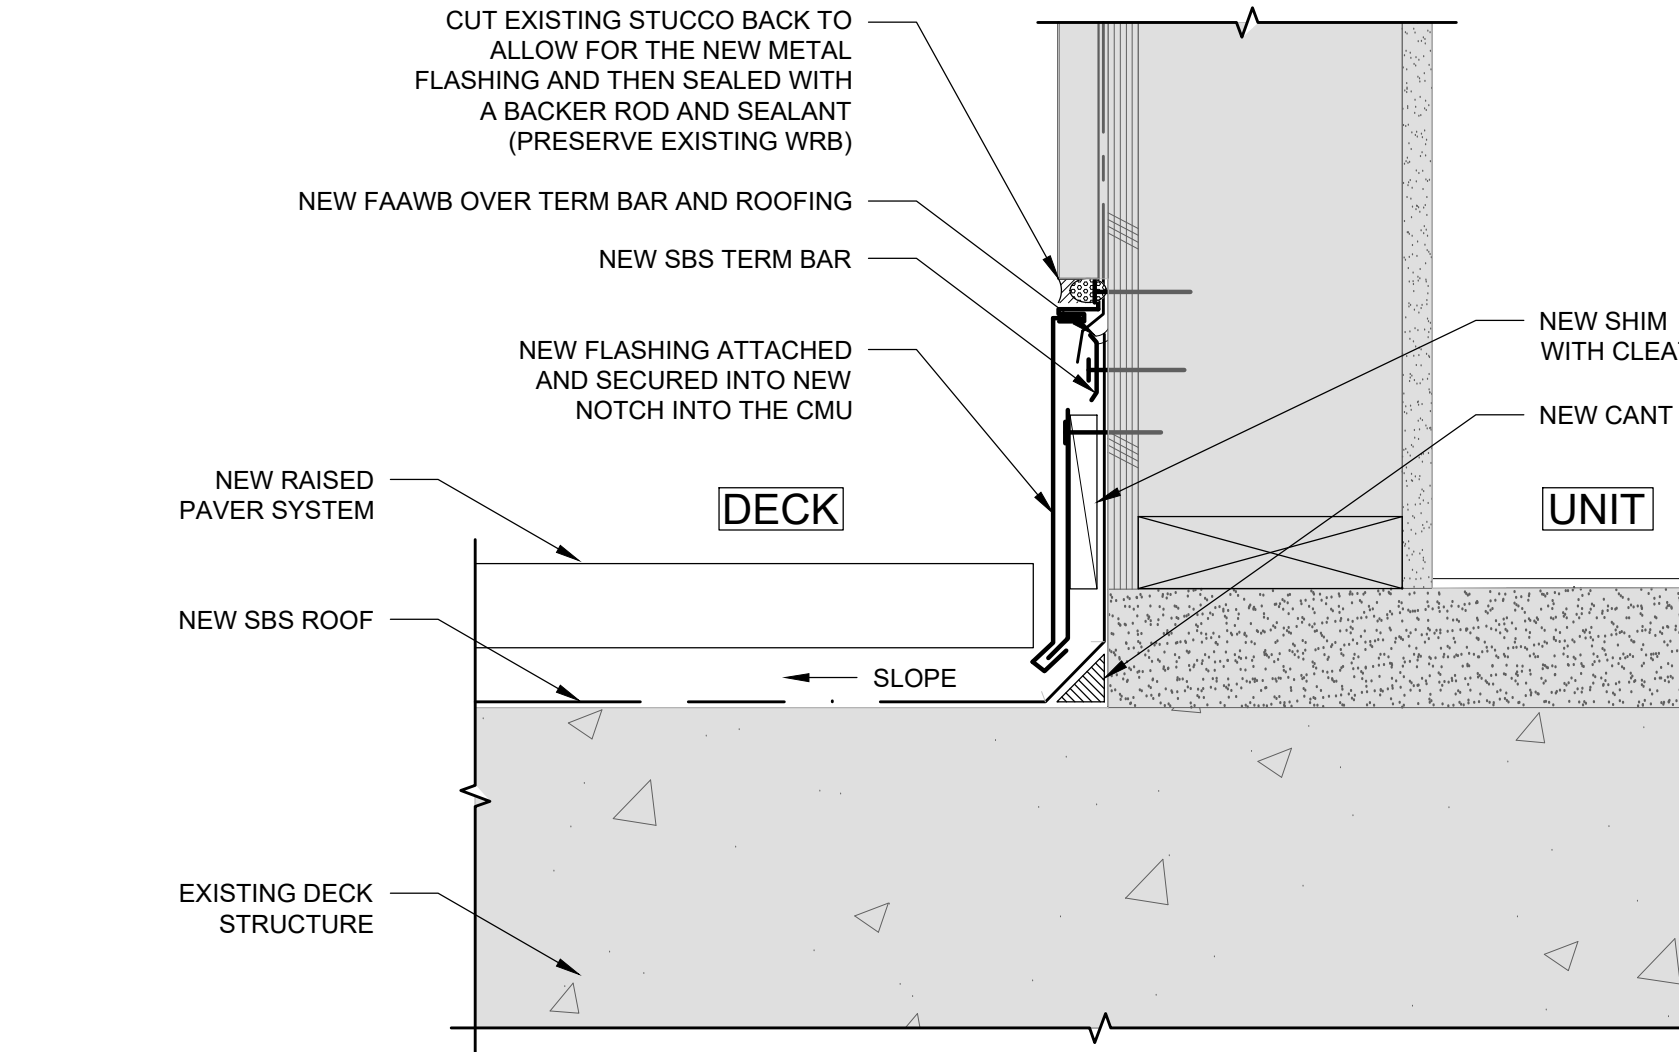 CUT EXISTING STUCCO BACK TO
ALLOW FOR THE NEW METAL
FLASHING AND THEN SEALED WITH
A BACKER ROD AND SEALANT
(PRESERVE EXISTING WRB)
NEW FAAWB OVER TERM BAR AND ROOFING
NEW SBS TERM BAR
NEW FLASHING ATTACHED
AND SECURED INTO NEW
NOTCH INTO THE CMU
NEW SHIM
WITH
NEW CANT
NEW RAISED
PAVER SYSTEM
DECK
UNIT
NEW SBS ROOF
SLOPE
EXISTING DECK
STRUCTURE